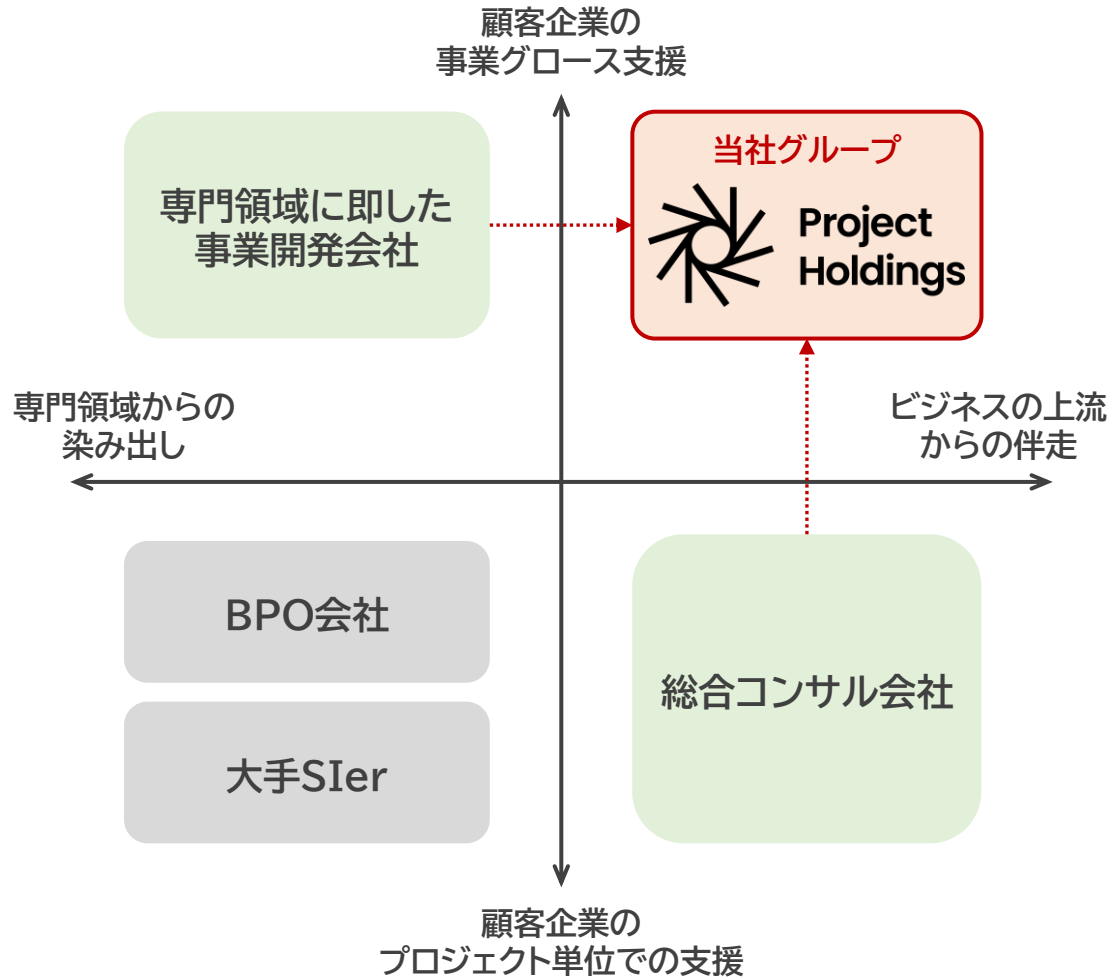 顧客企業の
事業グロース支援
専門領域に即した
事業開発会社
当社グループ
Project
Holdings
専門領域からの
染み出し
ビジネスの上流
からの伴走
BPO会社
大手SIer
総合コンサル会社
顧客企業の
プロジェクト単位での支援